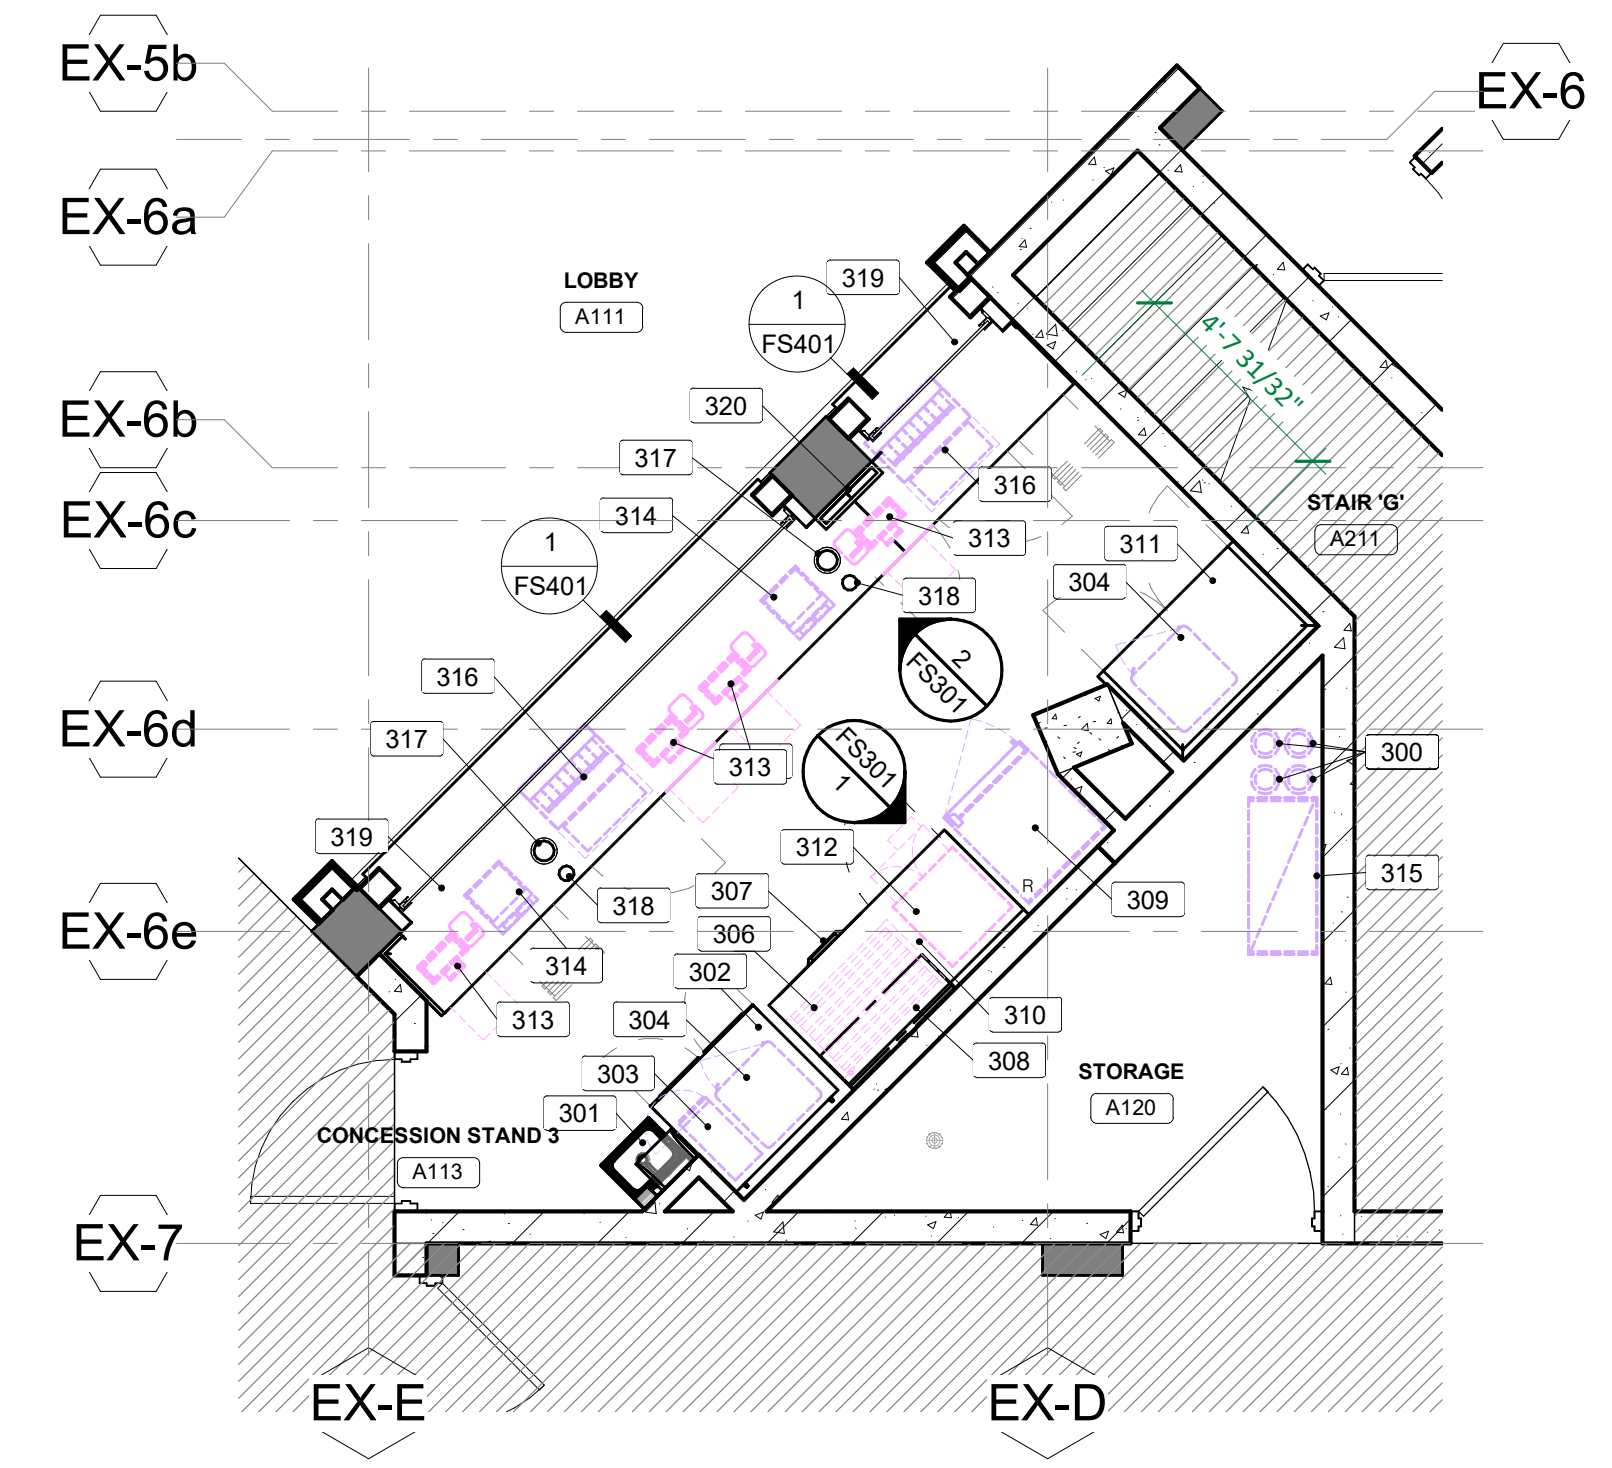 EX-5b
EX-6
EX-6a
LOBBY
A111
319
1
FS401
4'-7 31/32"
320
EX-6b
317
316
314
EX-6c
STAIR 'G'
A211
313
311
1
FS401
304
318
2
FS301
316
EX-6d
317
FS301
1
313
300
319
312
315
307
R
309
318
EX-6e
306
302
314
310
313
304
308
303
STORAGE
A120
301
CONCESSION STAND 3
A113
EX-7
EX-E
EX-D